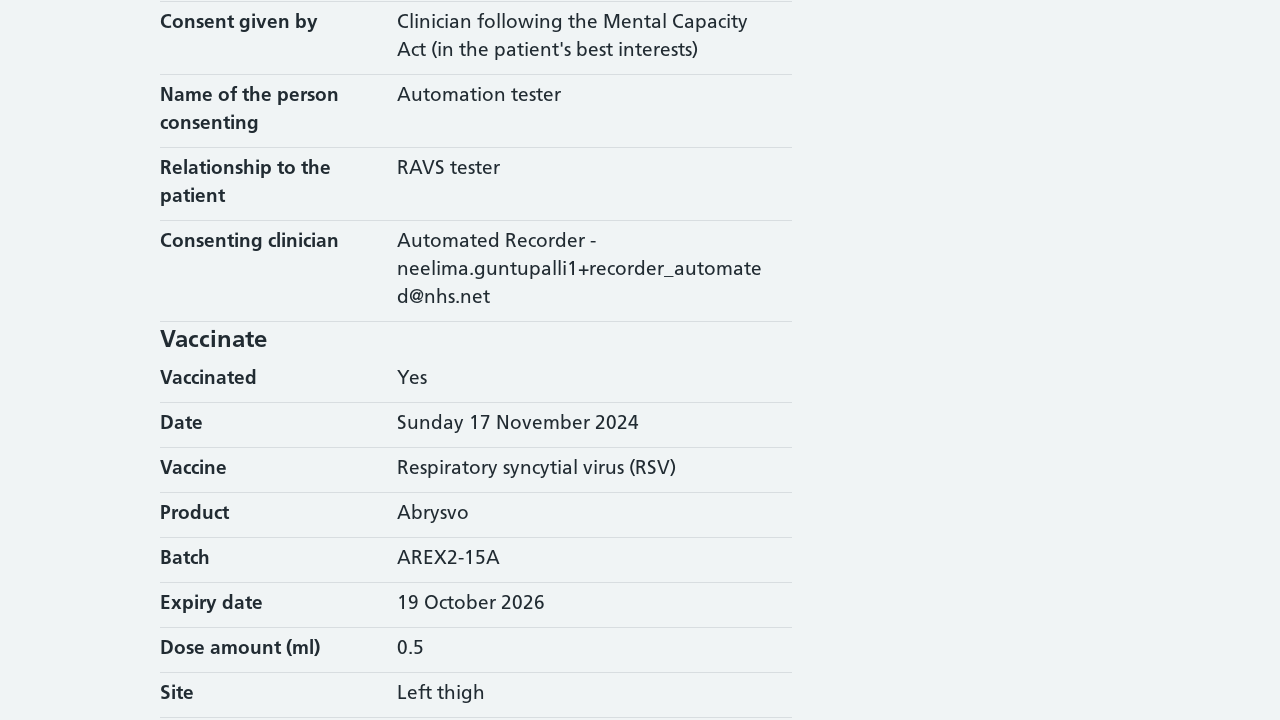 Consent given by
Clinician following the Mental Capacity
Act (in the patient's best interests)
Name of the person
consenting
Automation tester
Relationship to the
patient
RAVS tester
Consenting clinician
Automated Recorder -
neelima.guntupalli1+recorder_automate
d@nhs.net
Vaccinate
Vaccinated
Yes
Date
Sunday 17 November 2024
Vaccine
Respiratory syncytial virus (RSV)
Product
Abrysvo
Batch
AREX2-15A
Expiry date
19 October 2026
Dose amount (ml)
0.5
Site
Left thigh